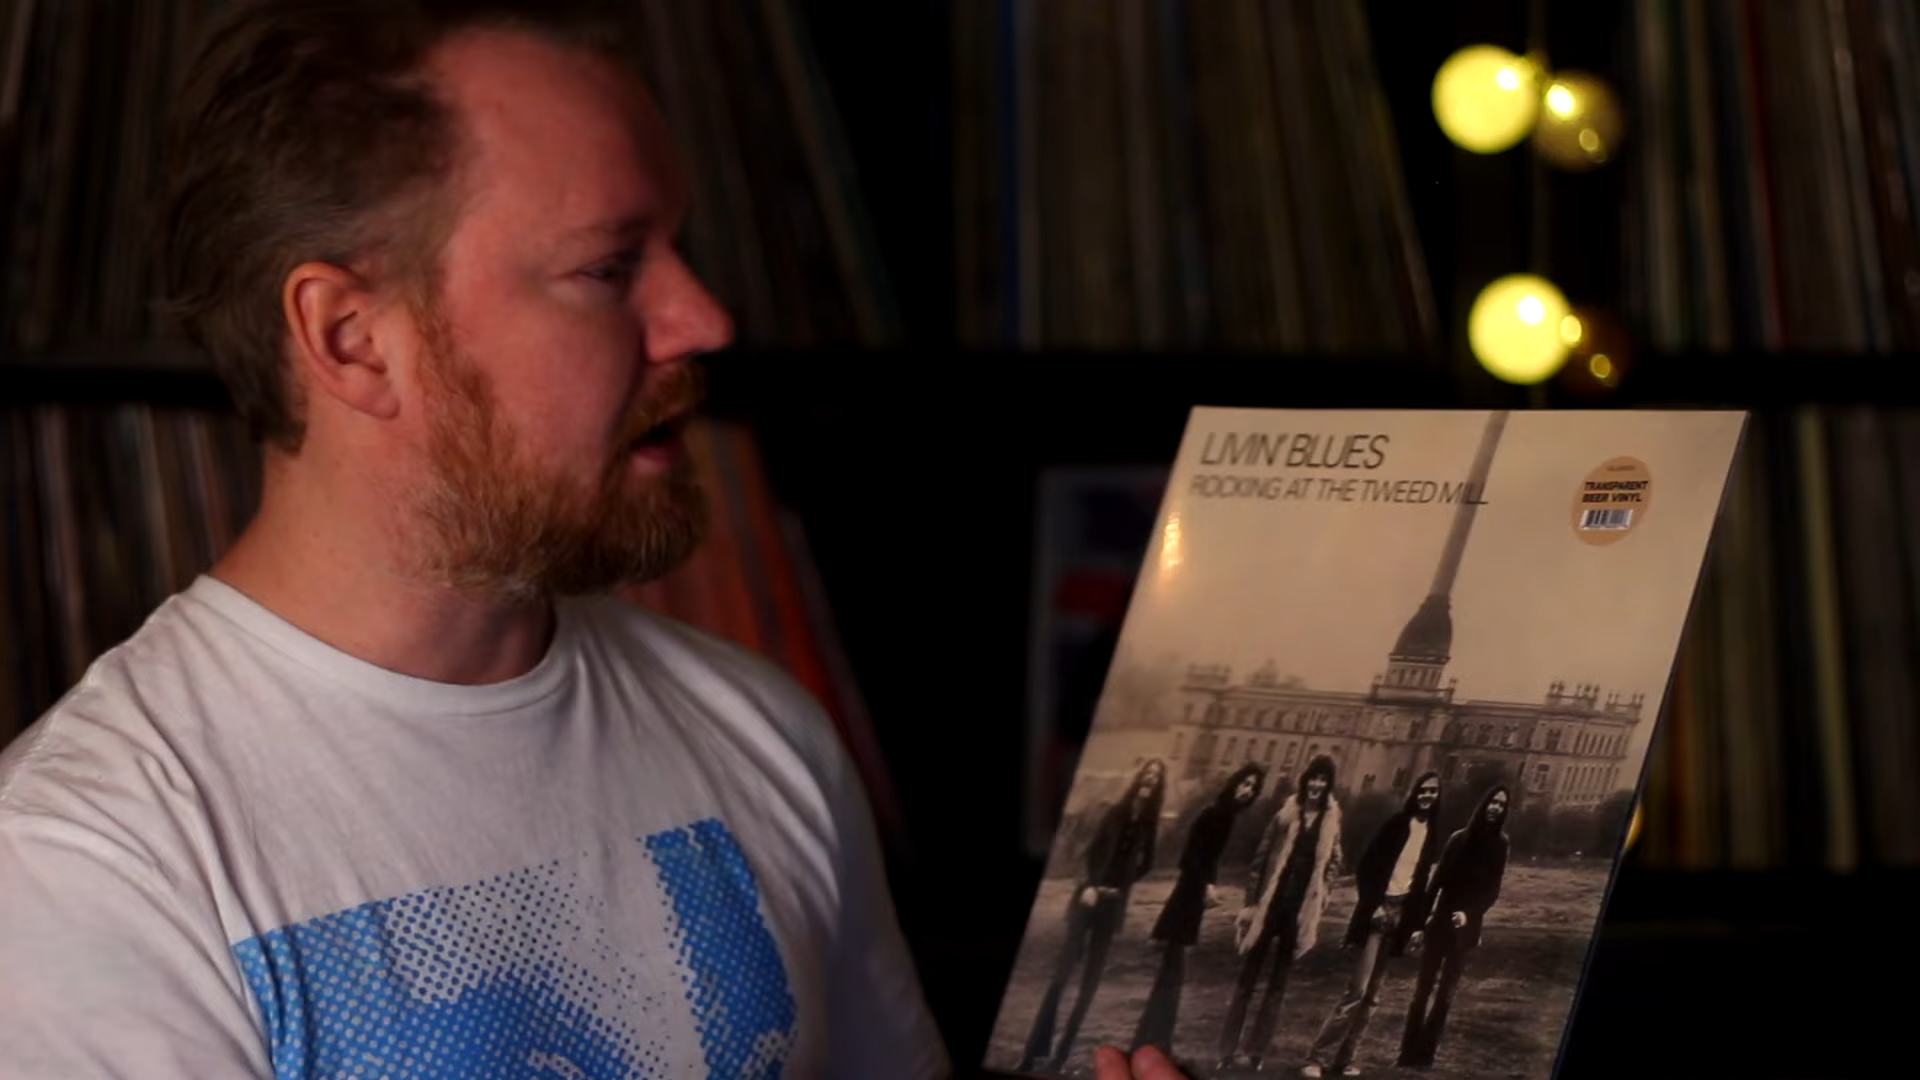 LIVIN' BLUES
ROCKING AT THE TWEED MILL
TRANSPARENT
BEER VINYL